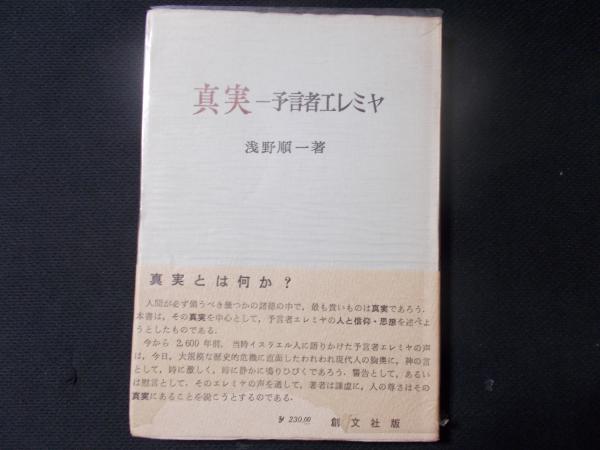 真実―予言者エレミヤ
浅野順一著
真実とは何か?
人間が必ず備うべき幾つかの諸徳の中で，最も貴いものは真実であろう．
本書は，その真実を中心として，予言者エレミヤの人と信仰・思想を述べよ
うとしたものである．
今から2,600年前，当時イスラエル人に語りかけた予言者エレミヤの声
は，今日，大規模な歴史的危機に直面したわれわれ現代人の胸奥に，神の言
として，時に激しく，時に静かに鳴りひびくであろう．警告として，あるい
は慰言として．そのエレミヤの声を通して，著者は謙虚に，人の尊さはその
真実にあることを説こうとするのである．
230.00 創文社版